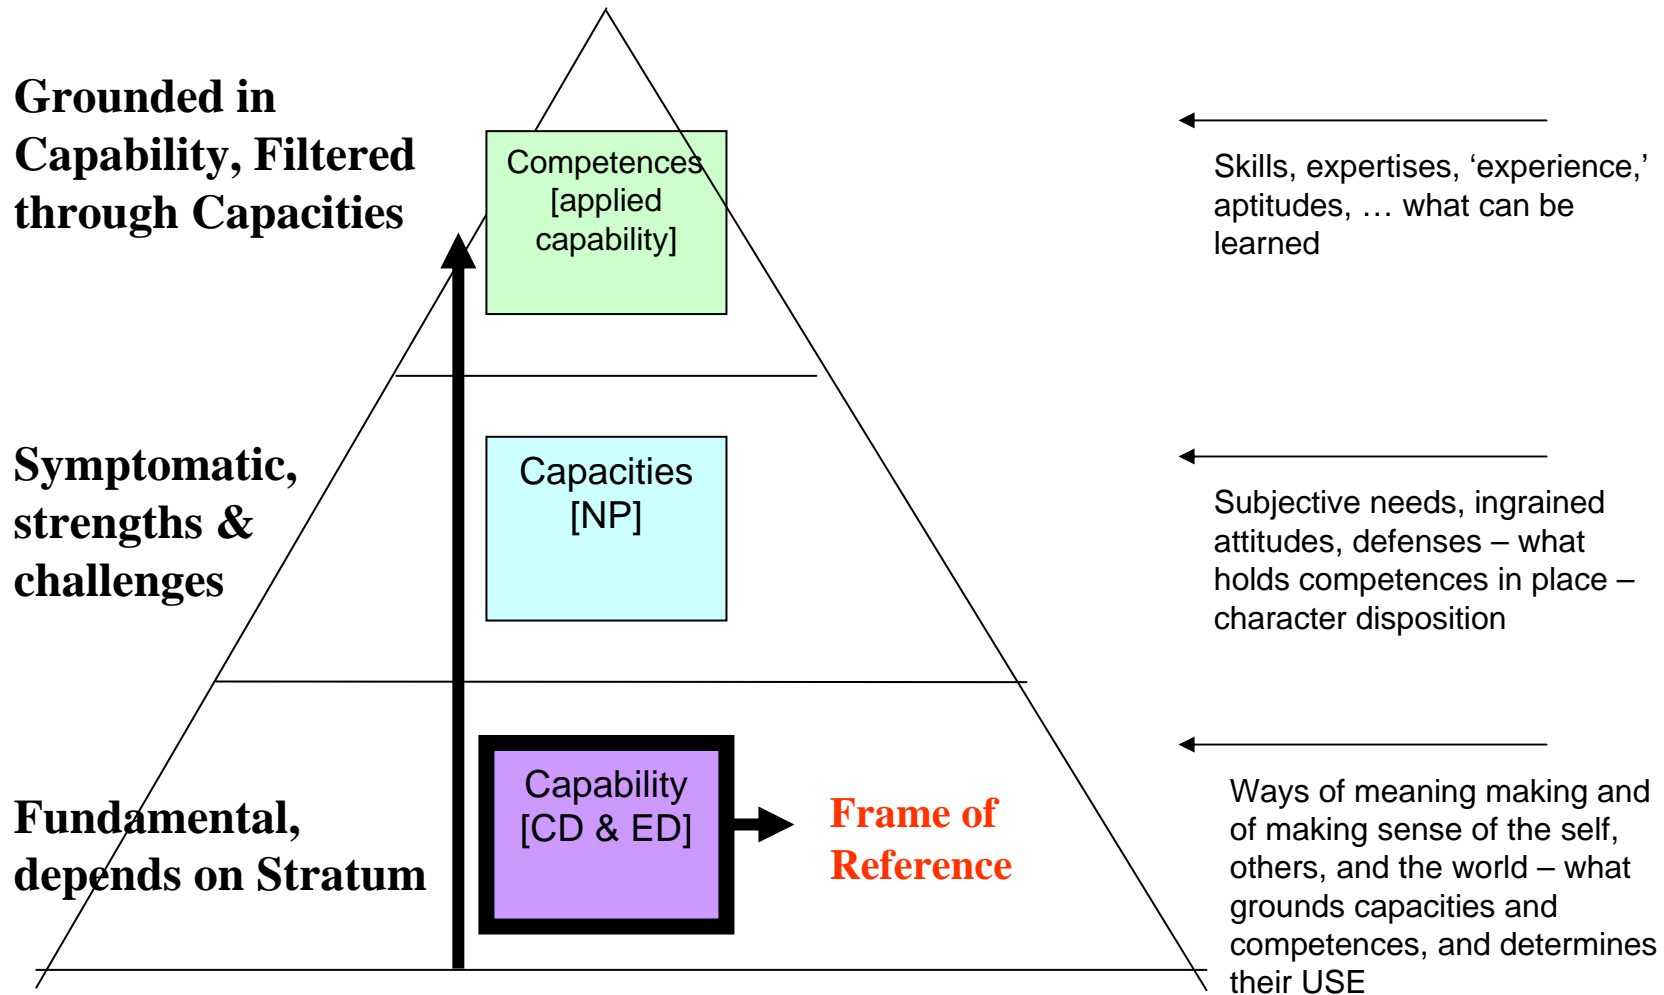 Grounded in
Capability, Filtered
through Capacities
Competences
[applied
capability]
Skills, expertises, ‘experience,’
aptitudes, … what can be
learned
Symptomatic,
strengths &
challenges
Capacities
[NP]
Subjective needs, ingrained
attitudes, defenses – what
holds competences in place –
character disposition
Fundamental,
depends on Stratum
Capability
[CD & ED]
Frame of
Reference
Ways of meaning making and
of making sense of the self,
others, and the world – what
grounds capacities and
competences, and determines
their USE